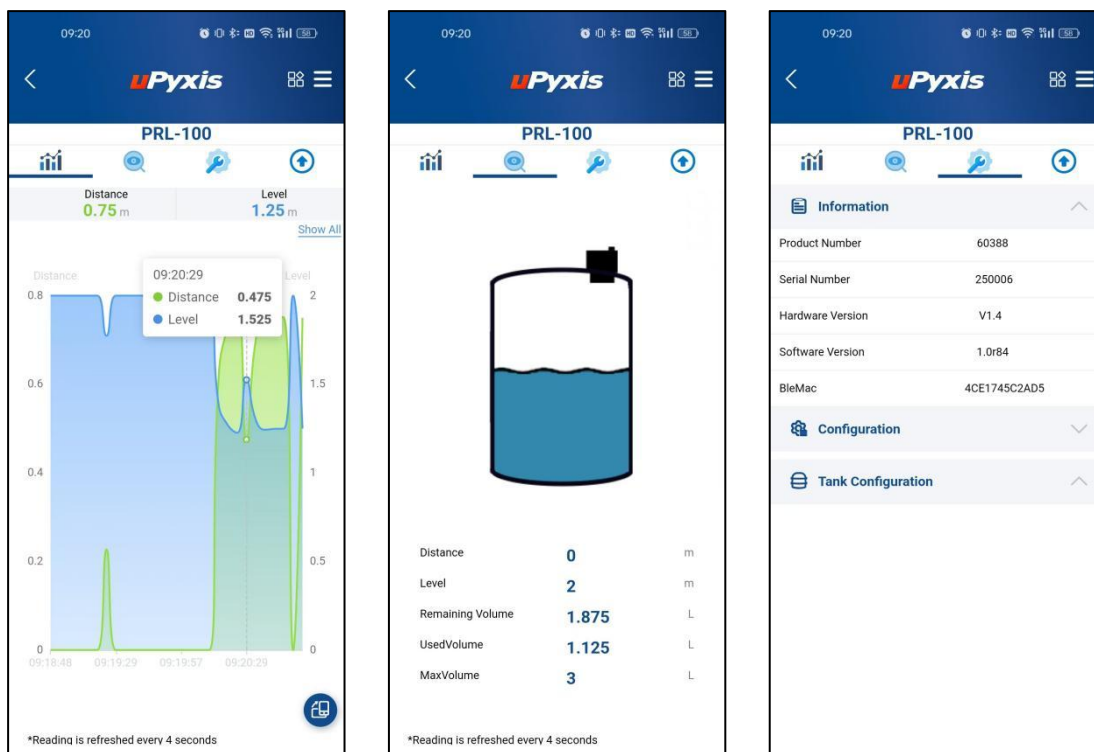 09:20
58
uPyxis
PRL-100
Distance
0.75 m
Level
1.25 m
Show All
Distance
Level
09:20:29
Distance 0.475
Level 1.525
0.8
0.6
0.4
0.2
0
2
1.5
1
0.5
0
09:18:48 09:19:29 09:19:57 09:20:29
*Reading is refreshed every 4 seconds
09:20
58
uPyxis
PRL-100
Distance 0 m
Level 2 m
Remaining Volume 1.875 L
UsedVolume 1.125 L
MaxVolume 3 L
*Reading is refreshed every 4 seconds
09:20
58
uPyxis
PRL-100
Information
Product Number 60388
Serial Number 250006
Hardware Version V1.4
Software Version 1.0r84
BleMac 4CE1745C2AD5
Configuration
Tank Configuration